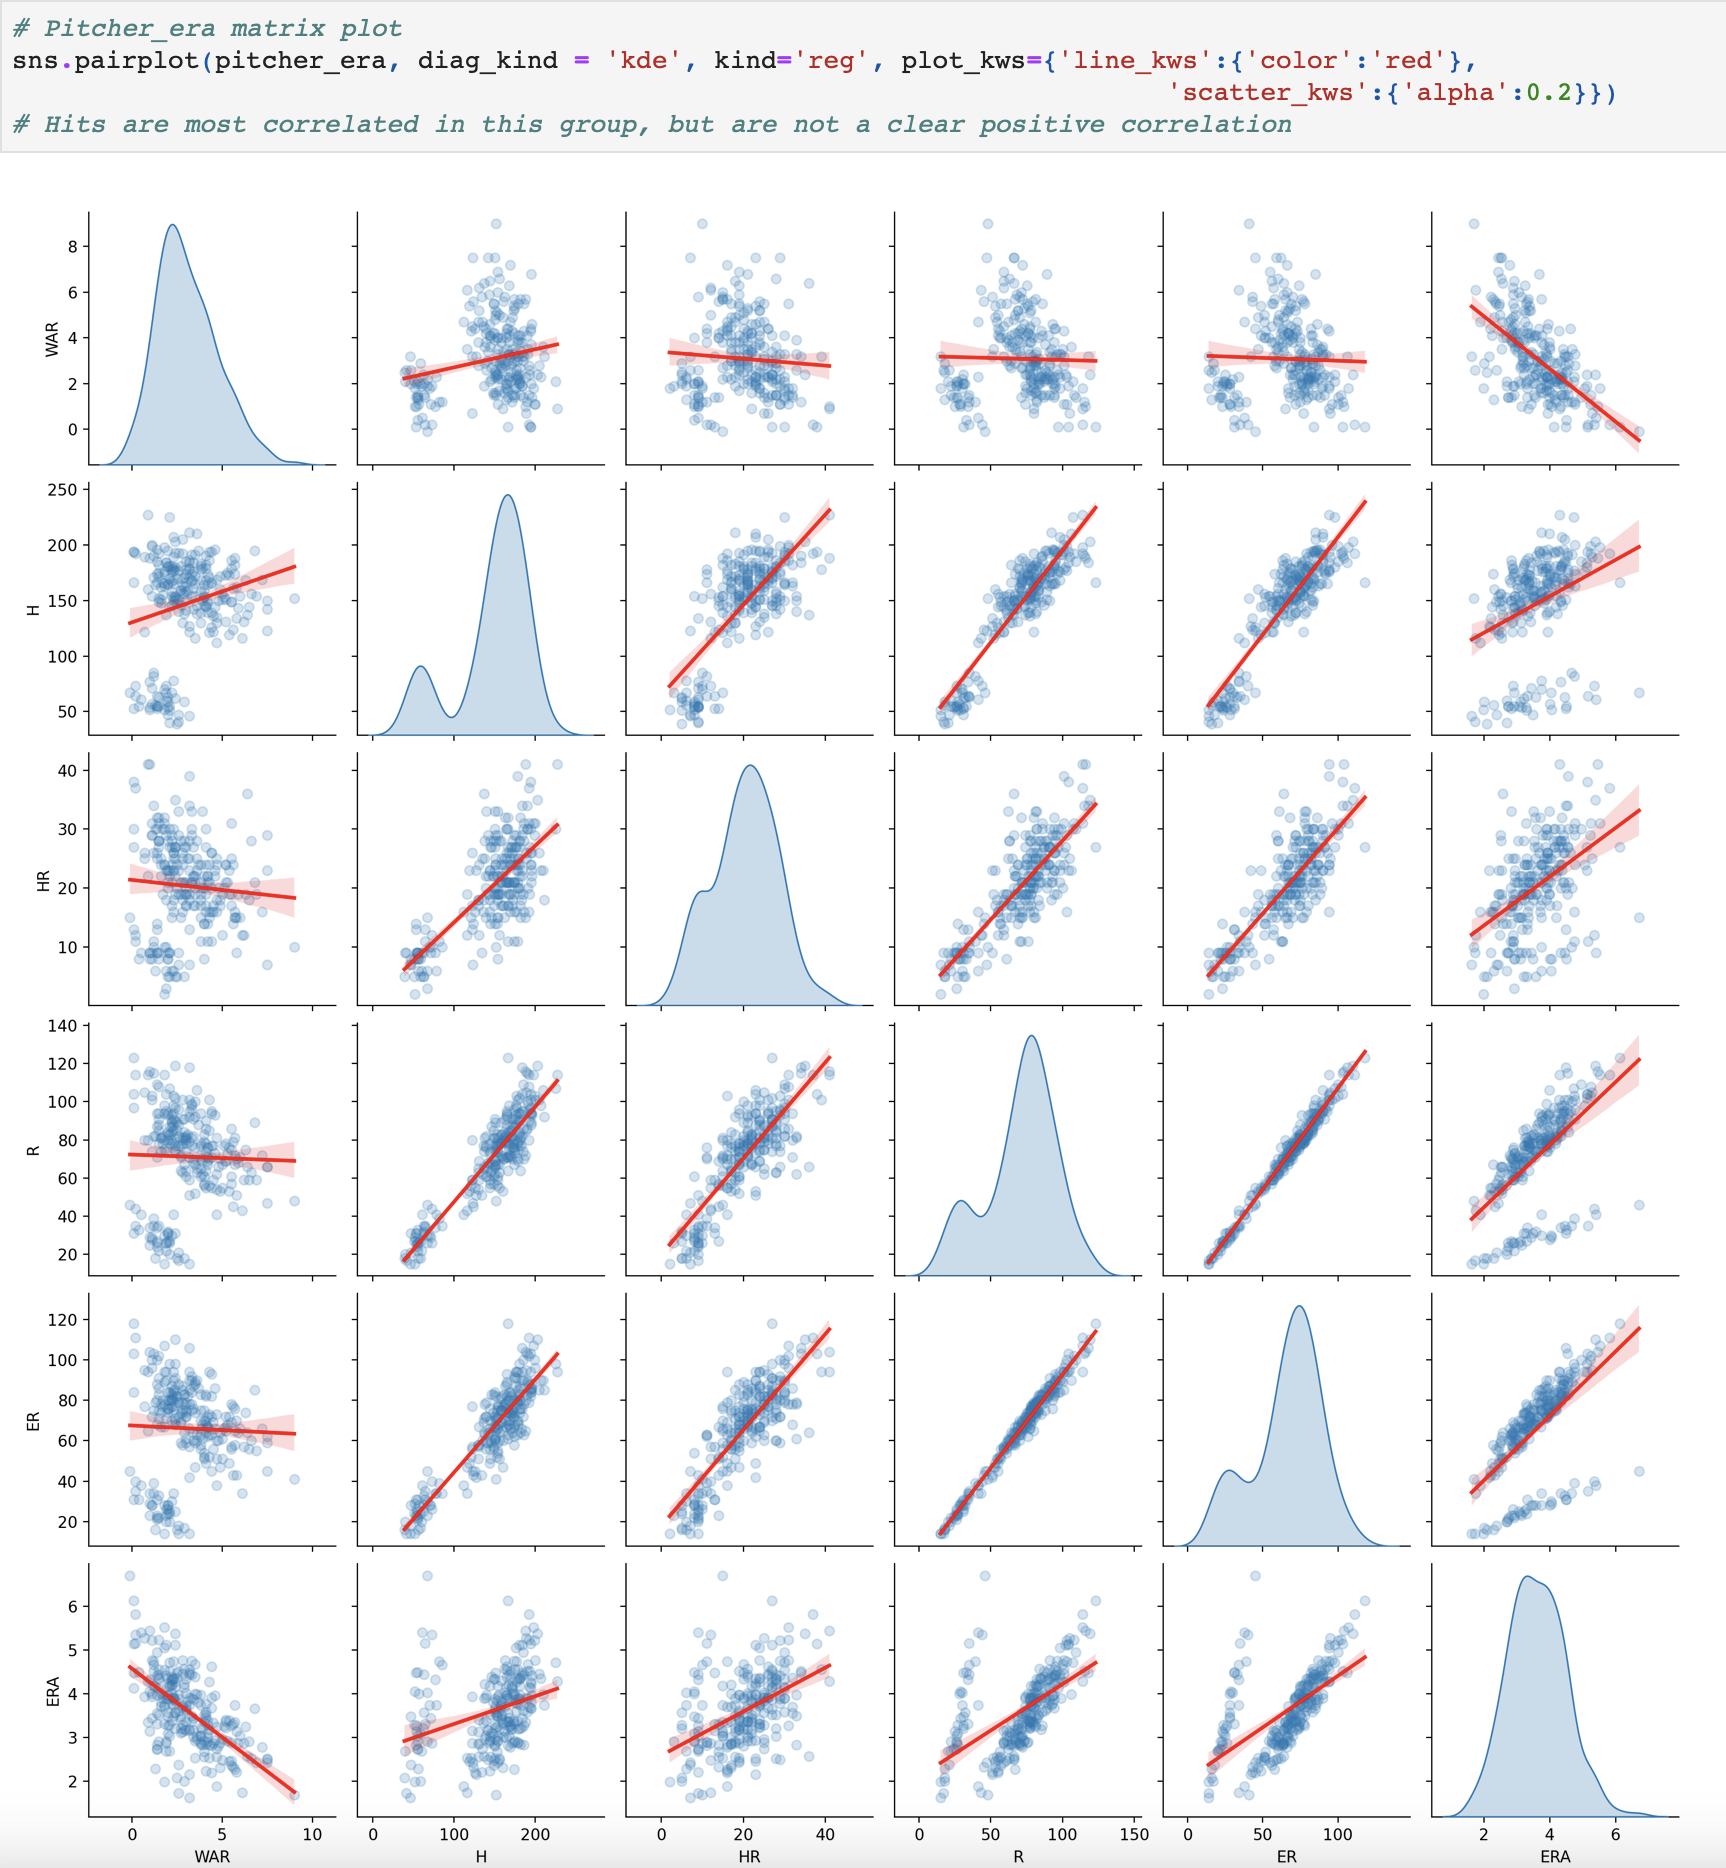 # Pitcher_era matrix plot
sns.pairplot(pitcher_era, diag_kind = 'kde', kind='reg', plot_kws={'line_kws':{'color':'red'},
'scatter_kws':{'alpha':0.2}})
# Hits are most correlated in this group, but are not a clear positive correlation
8
6
4
2
0
WAR
250
200
150
100
50
H
40
30
20
10
HR
140
120
100
80
60
40
20
R
120
100
80
60
40
20
ER
6
5
4
3
2
ERA
0 5 10 0 100 200 0 20 40 0 50 100 150 0 50 100 2 4 6
WAR H HR R ER ERA